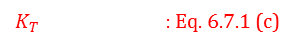 K_T : Eq. 6.7.1 (c)